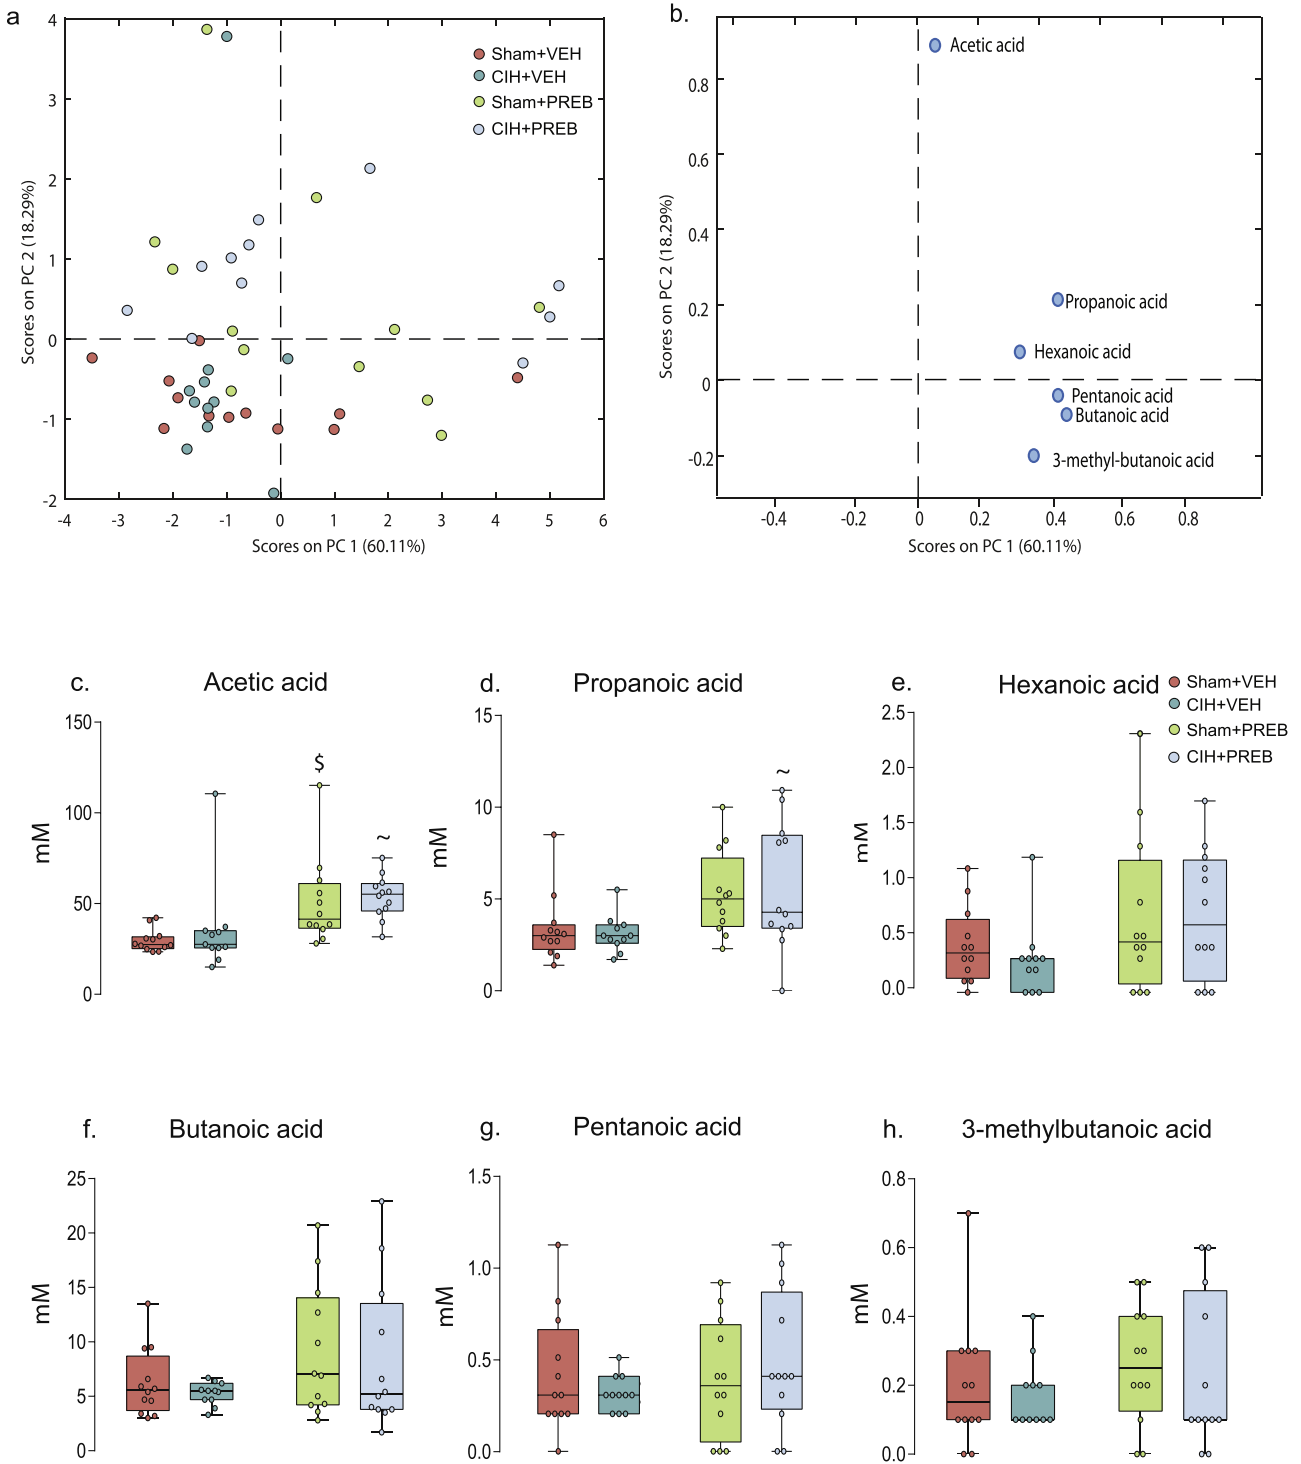 a
Sham+VEH
CIH+VEH
Sham+PREB
CIH+PREB
4
3
2
1
0
-1
-2
Scores on PC 2 (18.29%)
-4 -3 -2 -1 0 1 2 3 4 5 6
Scores on PC 1 (60.11%)
b.
Acetic acid
Propanoic acid
Hexanoic acid
Pentanoic acid
Butanoic acid
3-methyl-butanoic acid
0.8
0.6
0.4
0.2
0
-0.2
Scores on PC 2 (18.29%)
-0.4 -0.2 0 0.2 0.4 0.6 0.8
Scores on PC 1 (60.11%)
c. Acetic acid
150
100
50
0
mM
$
~
d. Propanoic acid
15
10
5
0
mM
~
e. Hexanoic acid
Sham+VEH
CIH+VEH
Sham+PREB
CIH+PREB
2.5
2.0
1.5
1.0
0.5
0.0
mM
f. Butanoic acid
25
20
15
10
5
0
mM
g. Pentanoic acid
1.5
1.0
0.5
0.0
mM
h. 3-methylbutanoic acid
0.8
0.6
0.4
0.2
0.0
mM